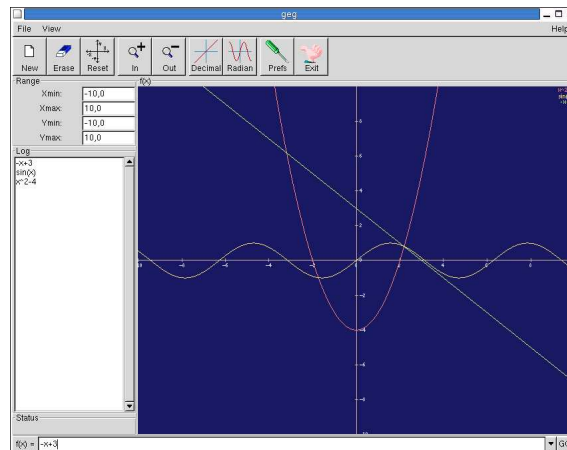 geg
File View Help
New Erase Reset In Out Decimal Radian Prefs Exit
Range f(x)
Xmin: -10,0
Xmax: 10,0
Ymin: -10,0
Ymax: 10,0
Log
-x+3
sin(x)
x^2-4
Status
f(x) = -x+3 GO